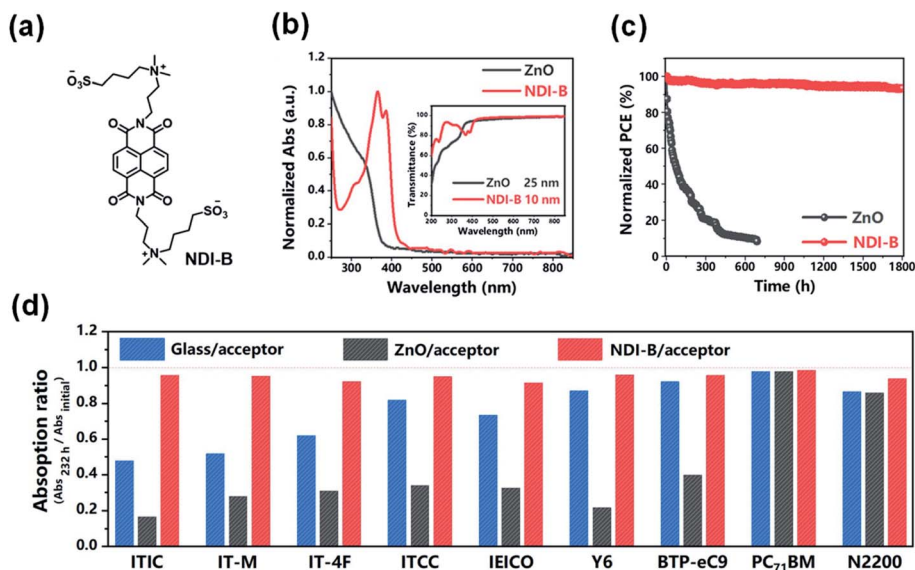 (a)
SO₃⁻
N⁺
O N O
O N O
SO₃⁻
N⁺
NDI-B
(b)
Normalized Abs (a.u.)
1.2
1.0
0.8
0.6
0.4
0.2
0.0
ZnO
NDI-B
Transmittance (%)
100
80
60
40
20
0
ZnO 25 nm
NDI-B 10 nm
200 300 400 500 600 700 800
Wavelength (nm)
300 400 500 600 700 800
Wavelength (nm)
(c)
Normalized PCE (%)
100
80
60
40
20
0
ZnO
NDI-B
0 300 600 900 1200 1500 1800
Time (h)
(d)
Absoption ratio
(Abs 232 h / Abs initial)
1.2
1.0
0.8
0.6
0.4
0.2
0.0
Glass/acceptor ZnO/acceptor NDI-B/acceptor
ITIC IT-M IT-4F ITCC IEICO Y6 BTP-eC9 PC₇₁BM N2200